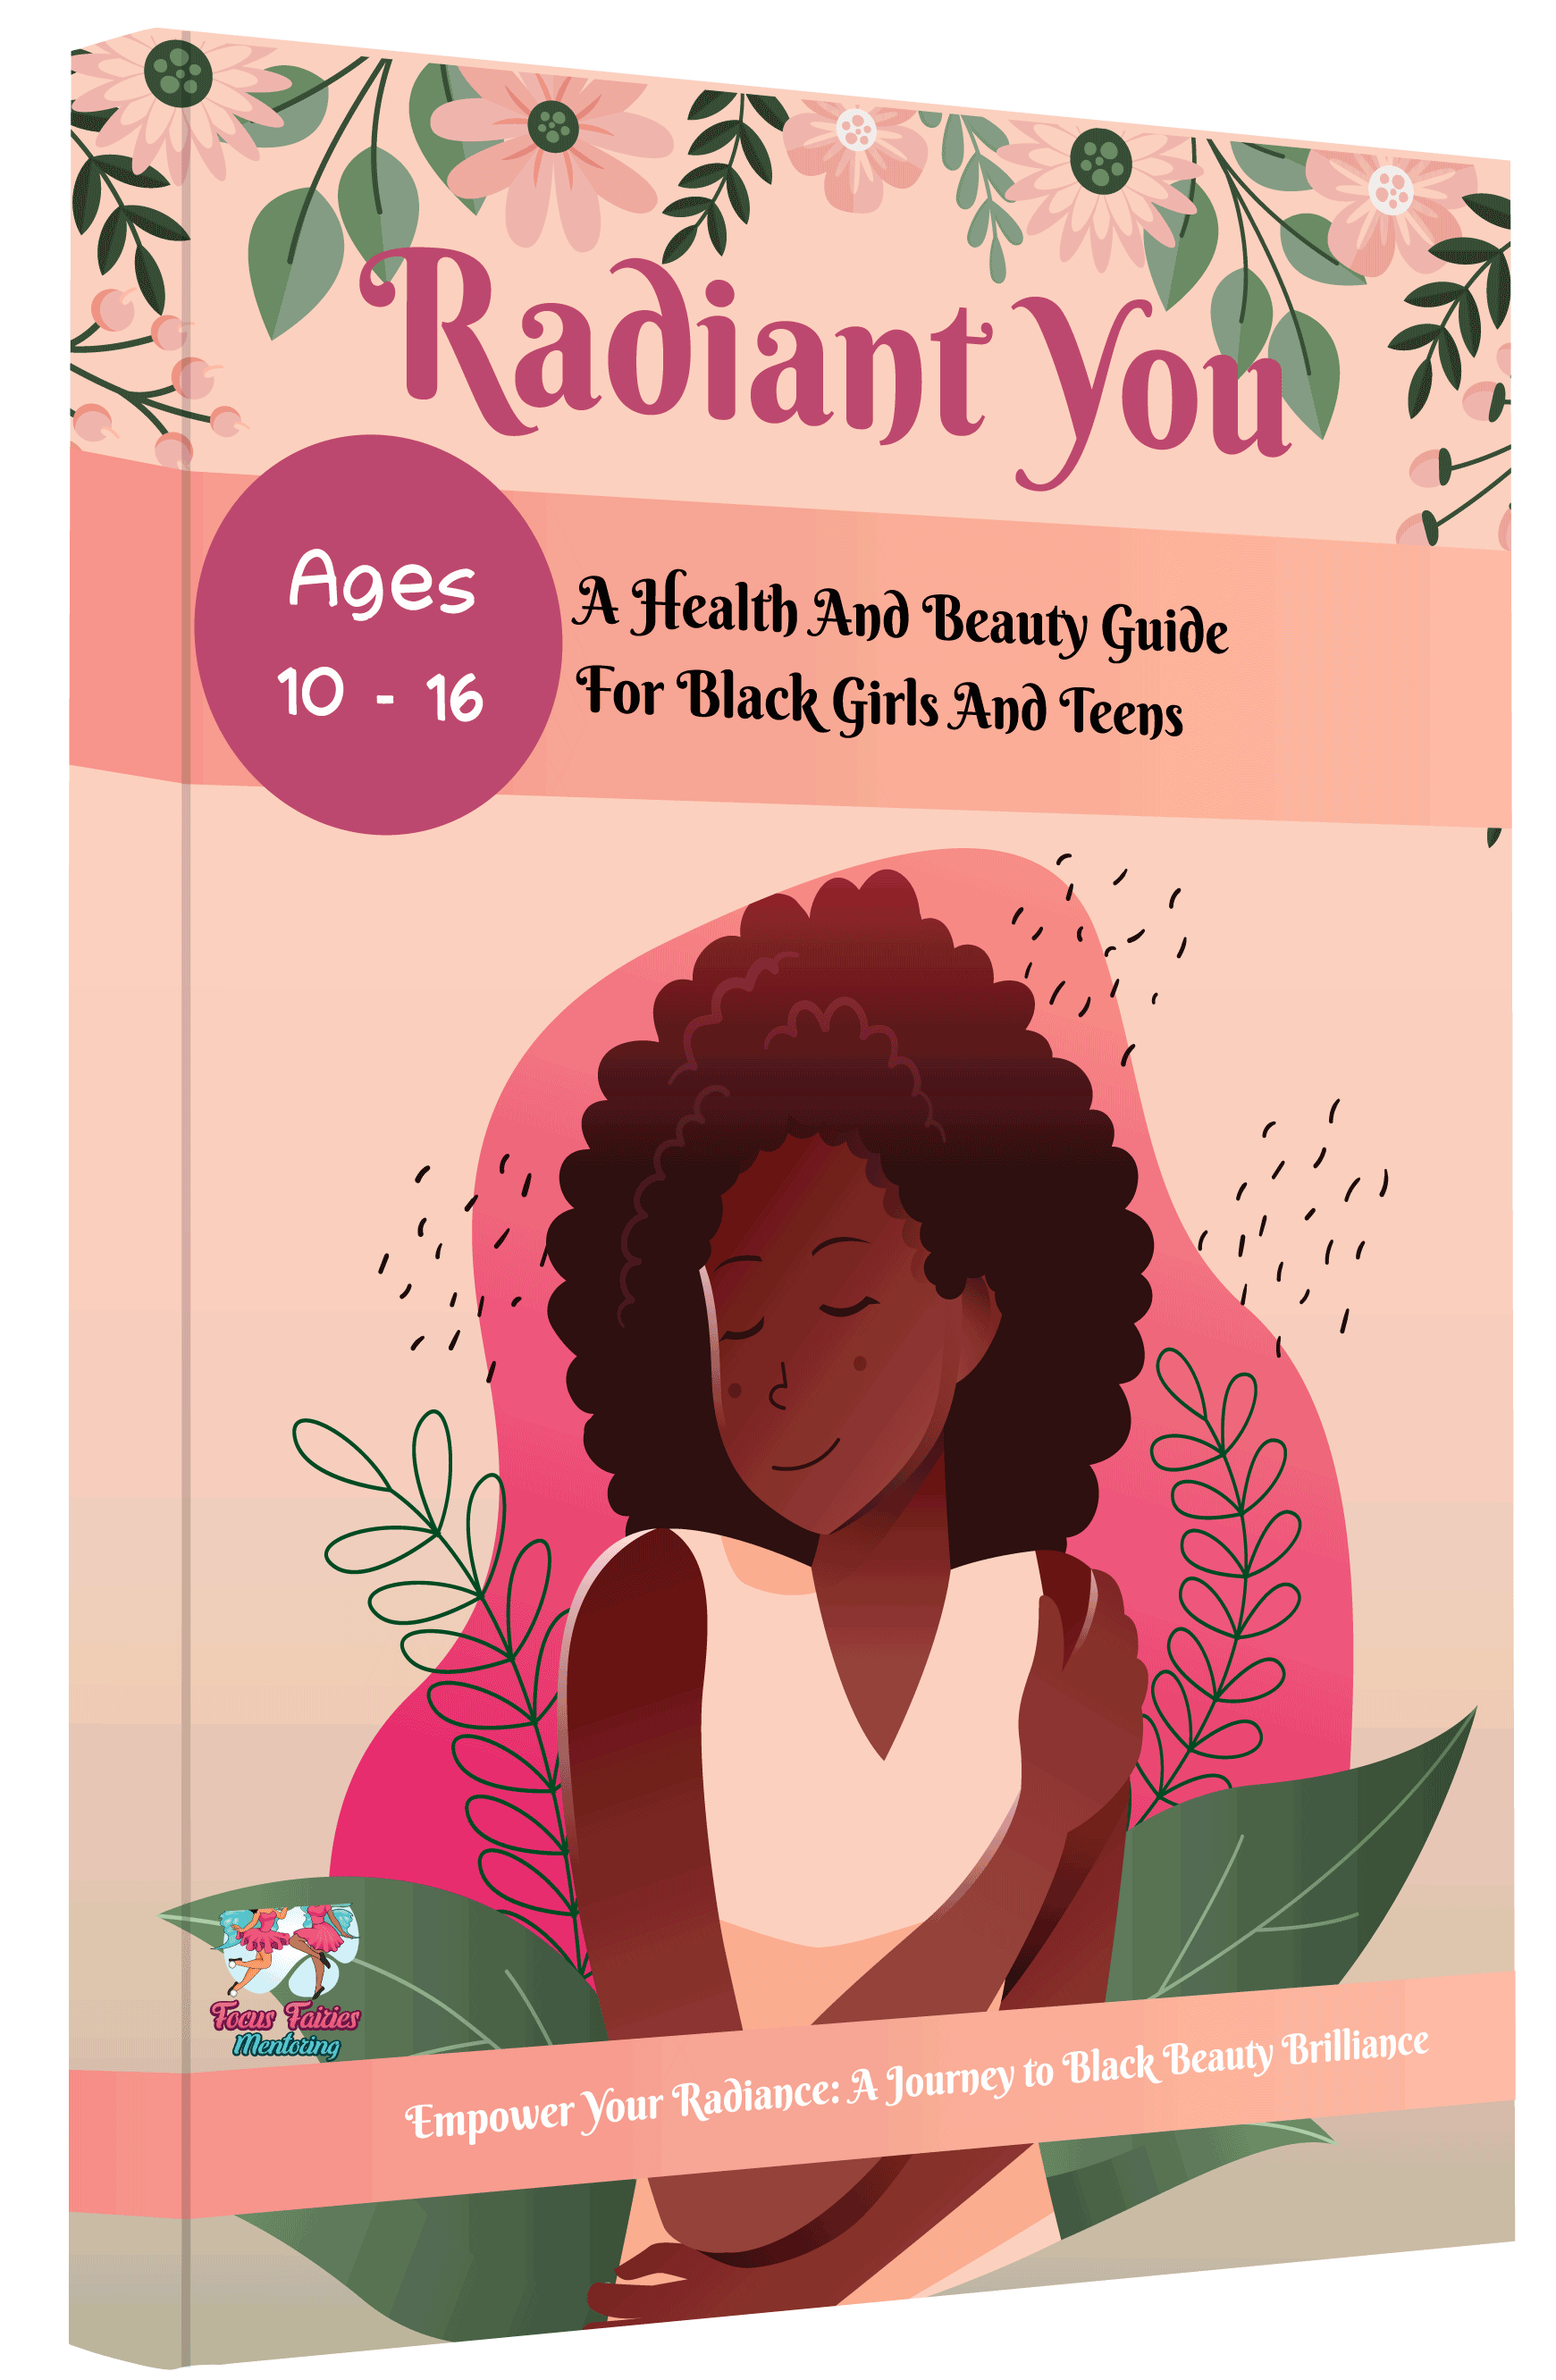 Radiant You
Ages
10 - 16
A Health And Beauty Guide
For Black Girls And Teens
Focus Fairies
Mentoring
Empower Your Radiance: A Journey to Black Beauty Brilliance